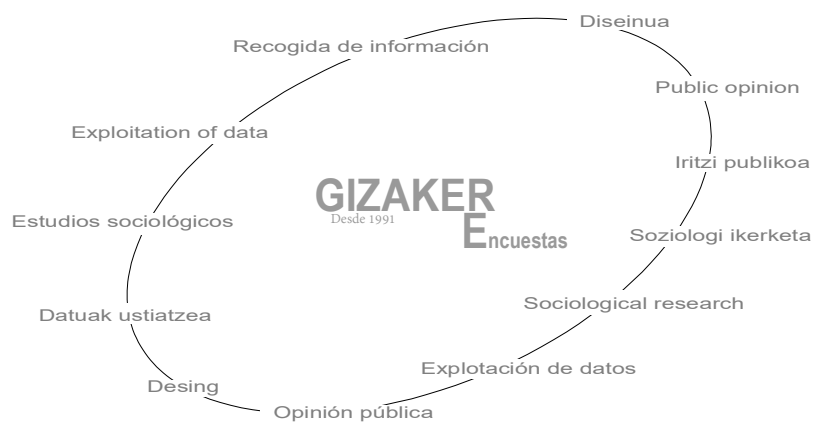 Diseinua
Recogida de información
Public opinion
Exploitation of data
Iritzi publikoa
GIZAKER
Desde 1991
Encuestas
Estudios sociológicos
Soziologi ikerketa
Sociological research
Datuak ustiatzea
Explotación de datos
Desing
Opinión pública